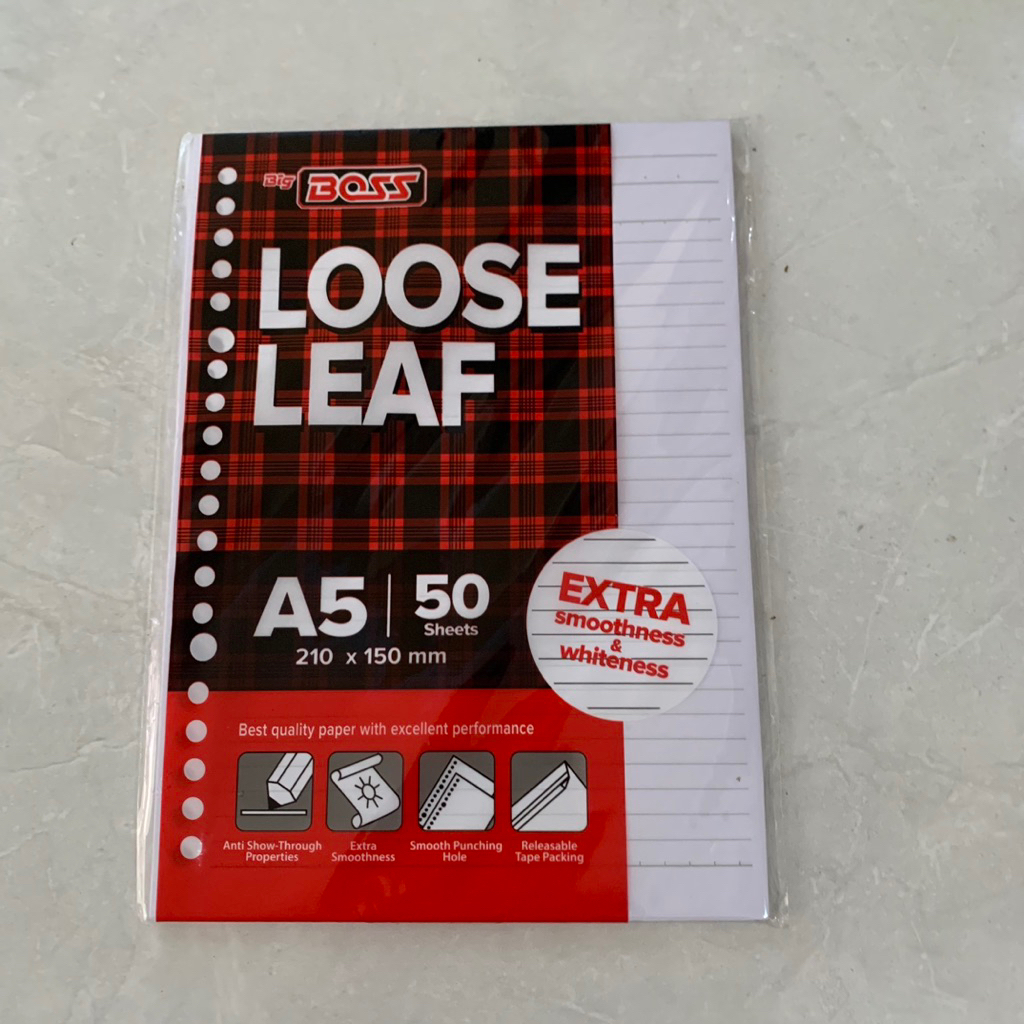 Big BOSS
LOOSE
LEAF
A5 50
Sheets
210 x 150 mm
EXTRA
smoothness
&
whiteness
Best quality paper with excellent performance
Anti Show-Through
Properties
Extra
Smoothness
Smooth Punching
Hole
Releasable
Tape Packing